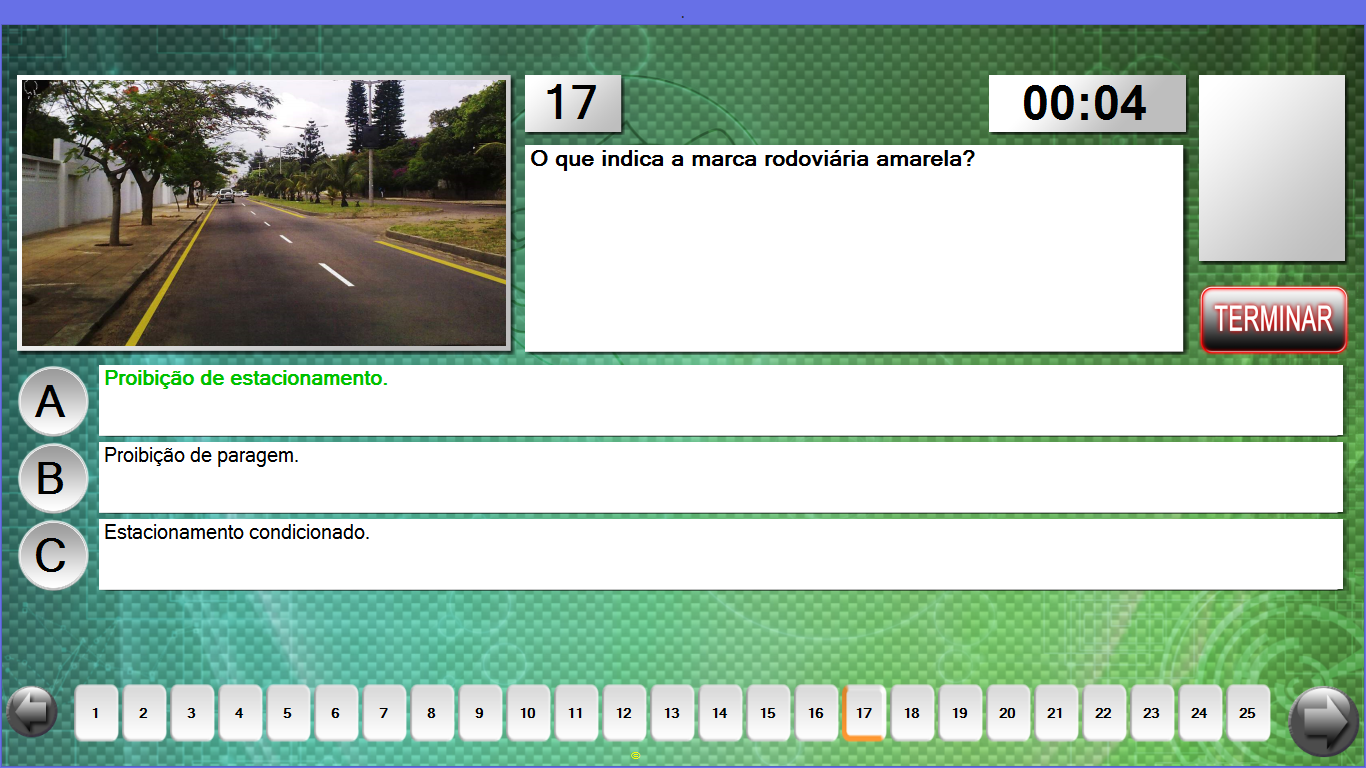 17
00:04
O que indica a marca rodoviária amarela?
TERMINAR
A
Proibição de estacionamento.
B
Proibição de paragem.
C
Estacionamento condicionado.
1 2 3 4 5 6 7 8 9 10 11 12 13 14 15 16 17 18 19 20 21 22 23 24 25